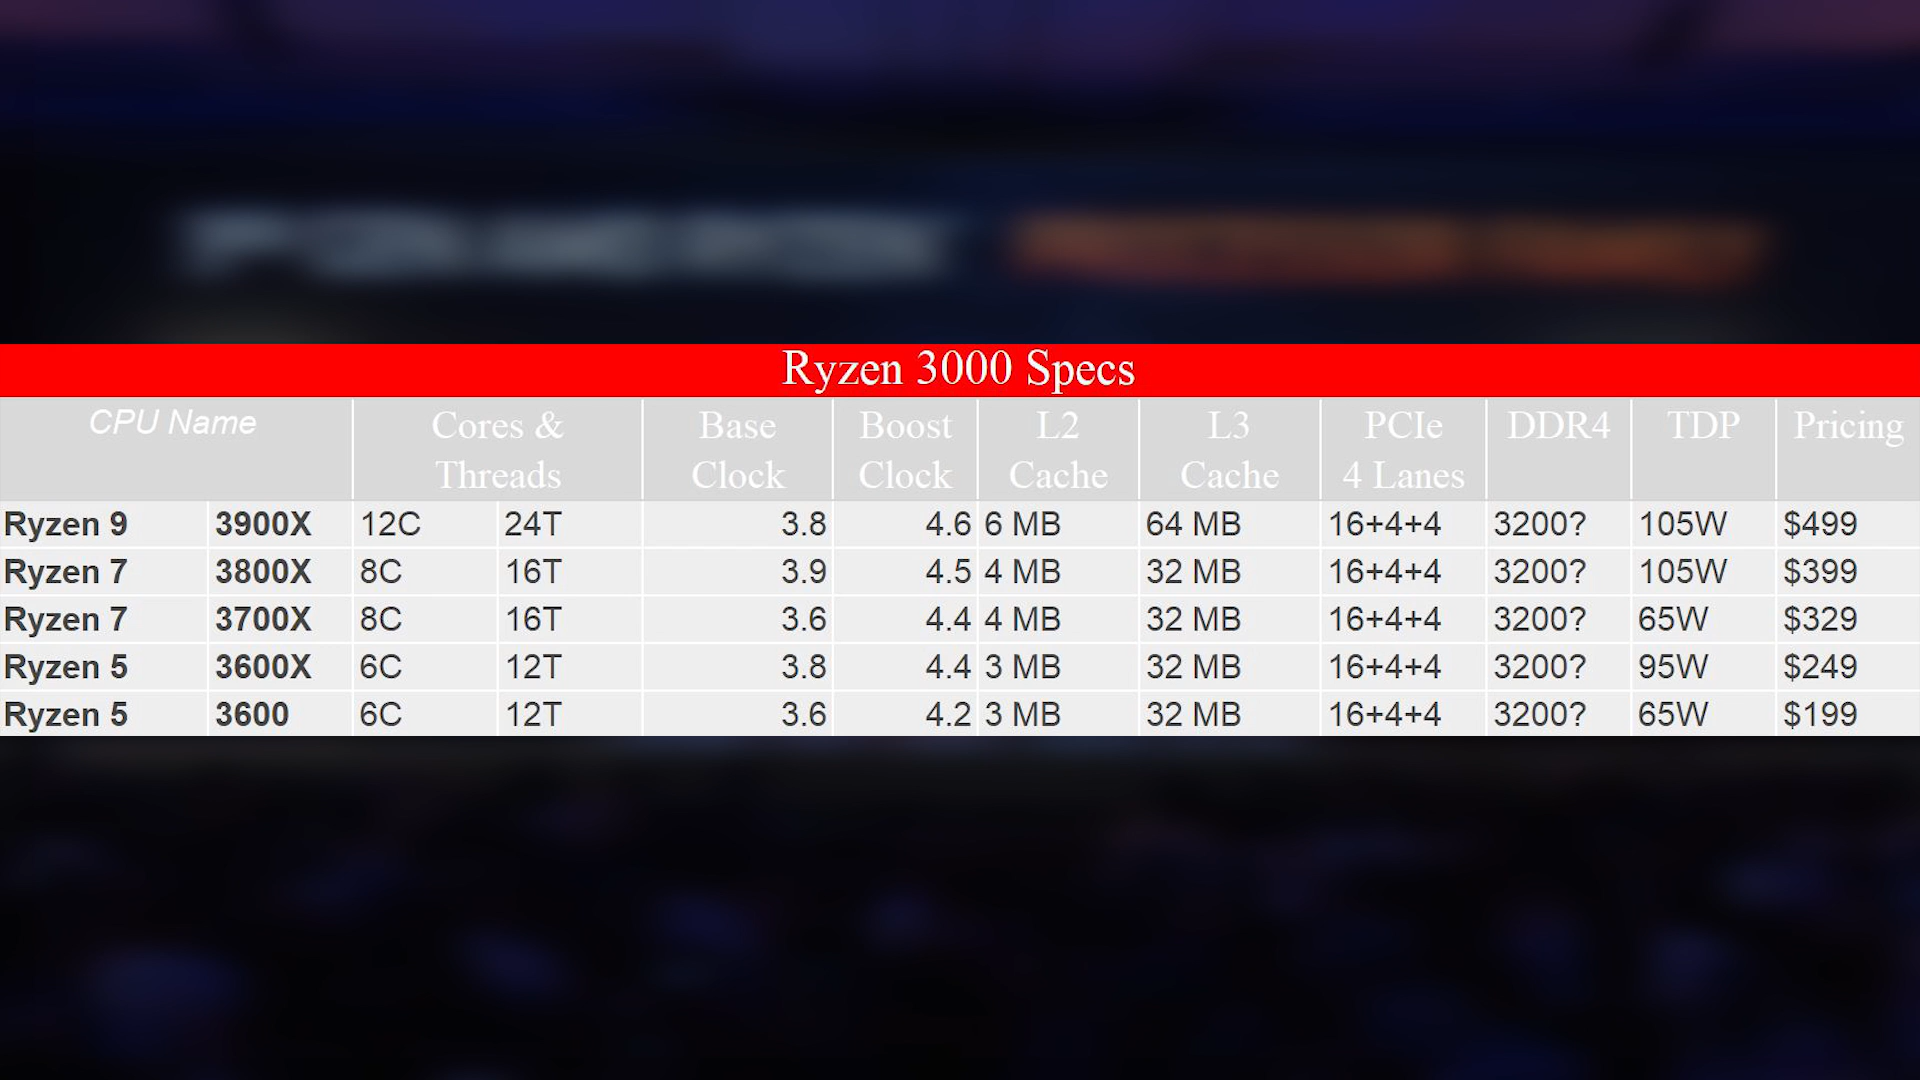 Ryzen 3000 Specs
CPU Name Cores & Threads Base Clock Boost Clock L2 Cache L3 Cache PCIe 4 Lanes DDR4 TDP Pricing
Ryzen 9 3900X 12C 24T 3.8 4.6 6 MB 64 MB 16+4+4 3200? 105W $499
Ryzen 7 3800X 8C 16T 3.9 4.5 4 MB 32 MB 16+4+4 3200? 105W $399
Ryzen 7 3700X 8C 16T 3.6 4.4 4 MB 32 MB 16+4+4 3200? 65W $329
Ryzen 5 3600X 6C 12T 3.8 4.4 3 MB 32 MB 16+4+4 3200? 95W $249
Ryzen 5 3600 6C 12T 3.6 4.2 3 MB 32 MB 16+4+4 3200? 65W $199